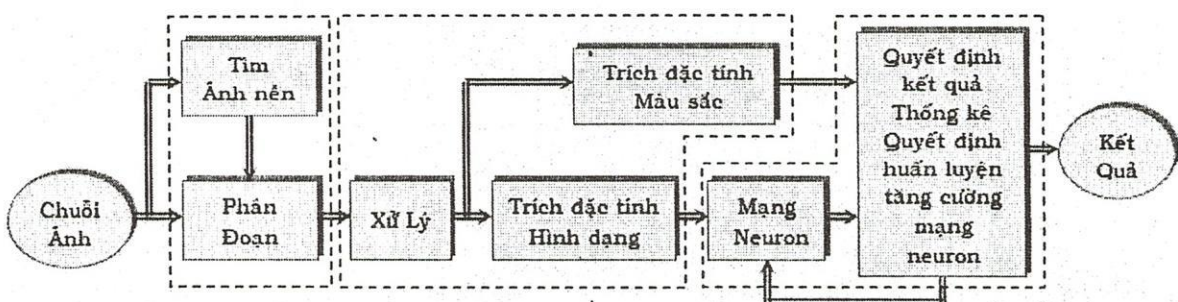 Tìm
Ảnh nền
Trích đặc tính
Màu sắc
Quyết định
kết quả
Thống kê
Quyết định
huấn luyện
tăng cường
mạng
neuron
Kết
Quả
Chuỗi
Ảnh
Phân
Đoạn
Xử Lý
Trích đặc tính
Hình dạng
Mạng
Neuron